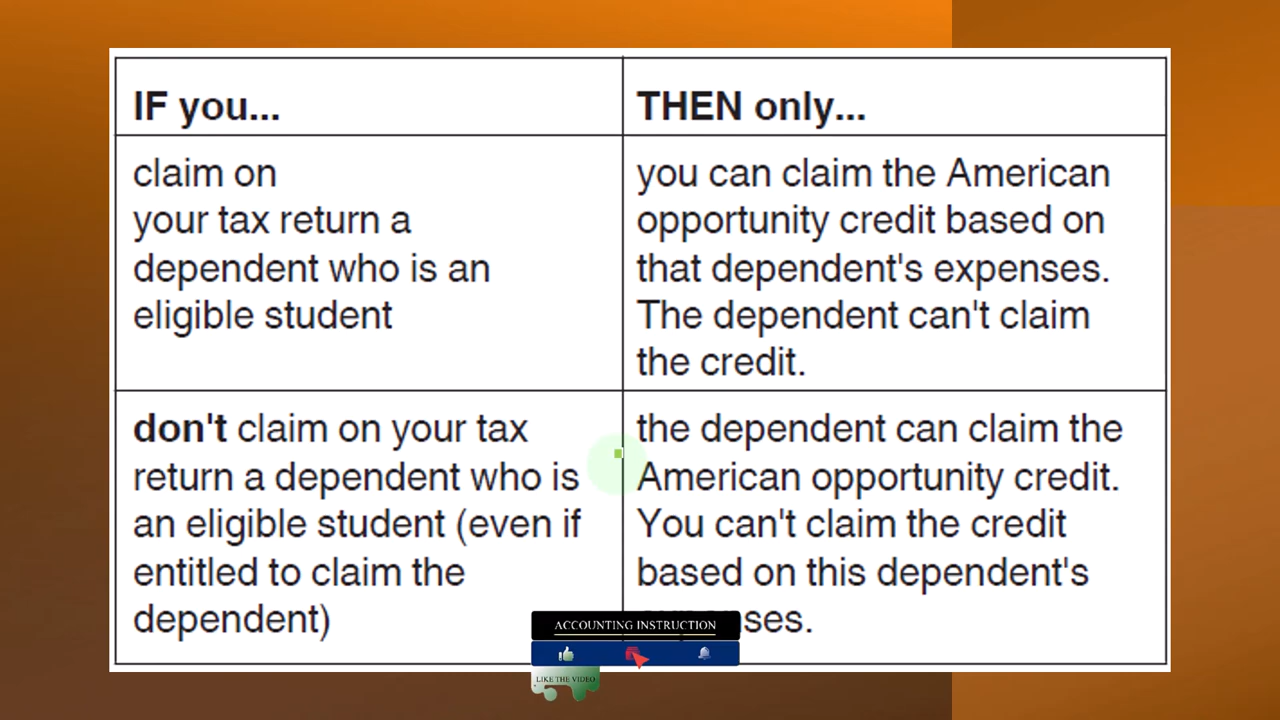 IF you...
THEN only...
claim on
your tax return a
dependent who is an
eligible student
you can claim the American
opportunity credit based on
that dependent's expenses.
The dependent can't claim
the credit.
don't claim on your tax
return a dependent who is
an eligible student (even if
entitled to claim the
dependent)
the dependent can claim the
American opportunity credit.
You can't claim the credit
based on this dependent's
ACCOUNTING INSTRUCTION
LIKE THE VIDEO